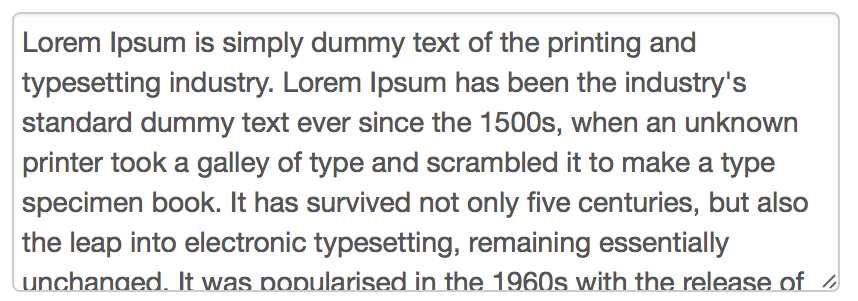 Lorem Ipsum is simply dummy text of the printing and
typesetting industry. Lorem Ipsum has been the industry's
standard dummy text ever since the 1500s, when an unknown
printer took a galley of type and scrambled it to make a type
specimen book. It has survived not only five centuries, but also
the leap into electronic typesetting, remaining essentially
unchanged. It was popularised in the 1960s with the release of